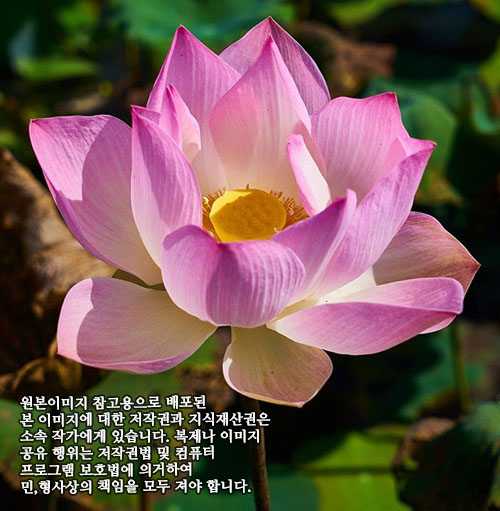 원본이미지 참고용으로 배포된
본 이미지에 대한 저작권과 지식재산권은
소속 작가에게 있습니다. 복제나 이미지
공유 행위는 저작권법 및 컴퓨터
프로그램 보호법에 의거하여
민,형사상의 책임을 모두 져야 합니다.